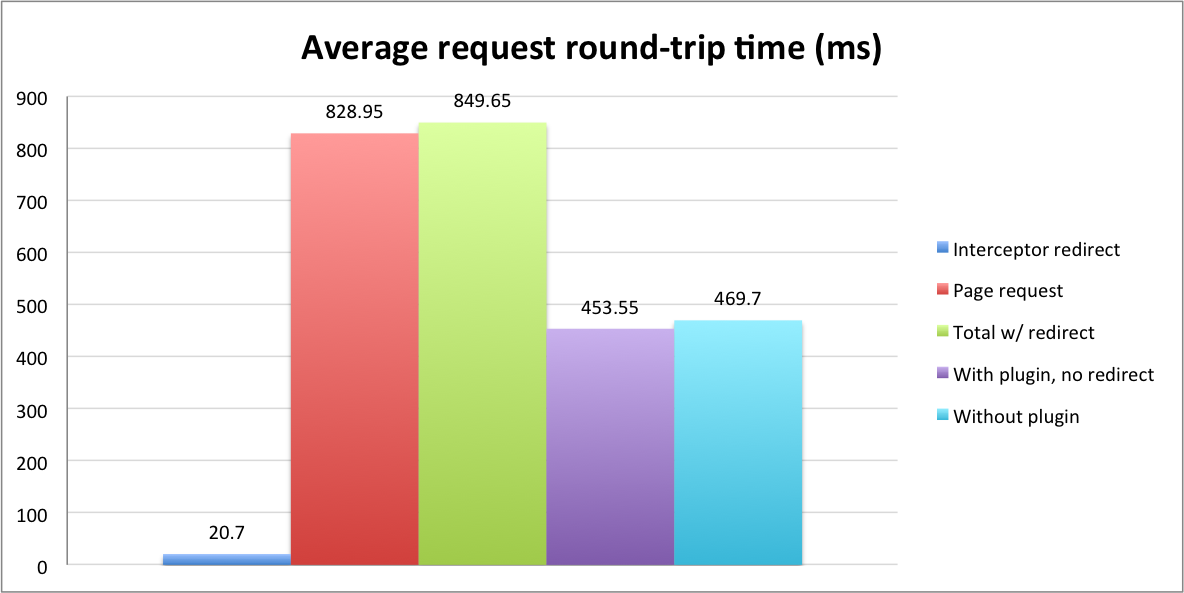 Average request round-trip time (ms)
900
800
700
600
500
400
300
200
100
0
20.7
828.95
849.65
453.55
469.7
Interceptor redirect
Page request
Total w/ redirect
With plugin, no redirect
Without plugin